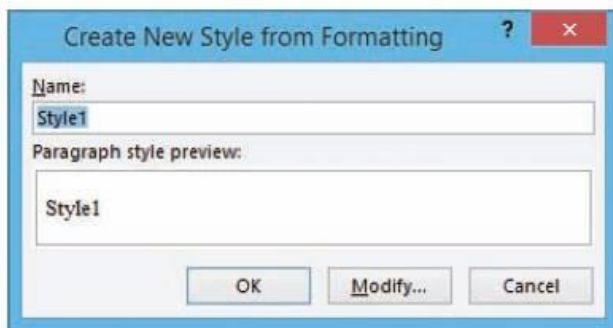 Create New Style from Formatting ? ×
Name:
Style1
Paragraph style preview:
Style1
OK Modify... Cancel